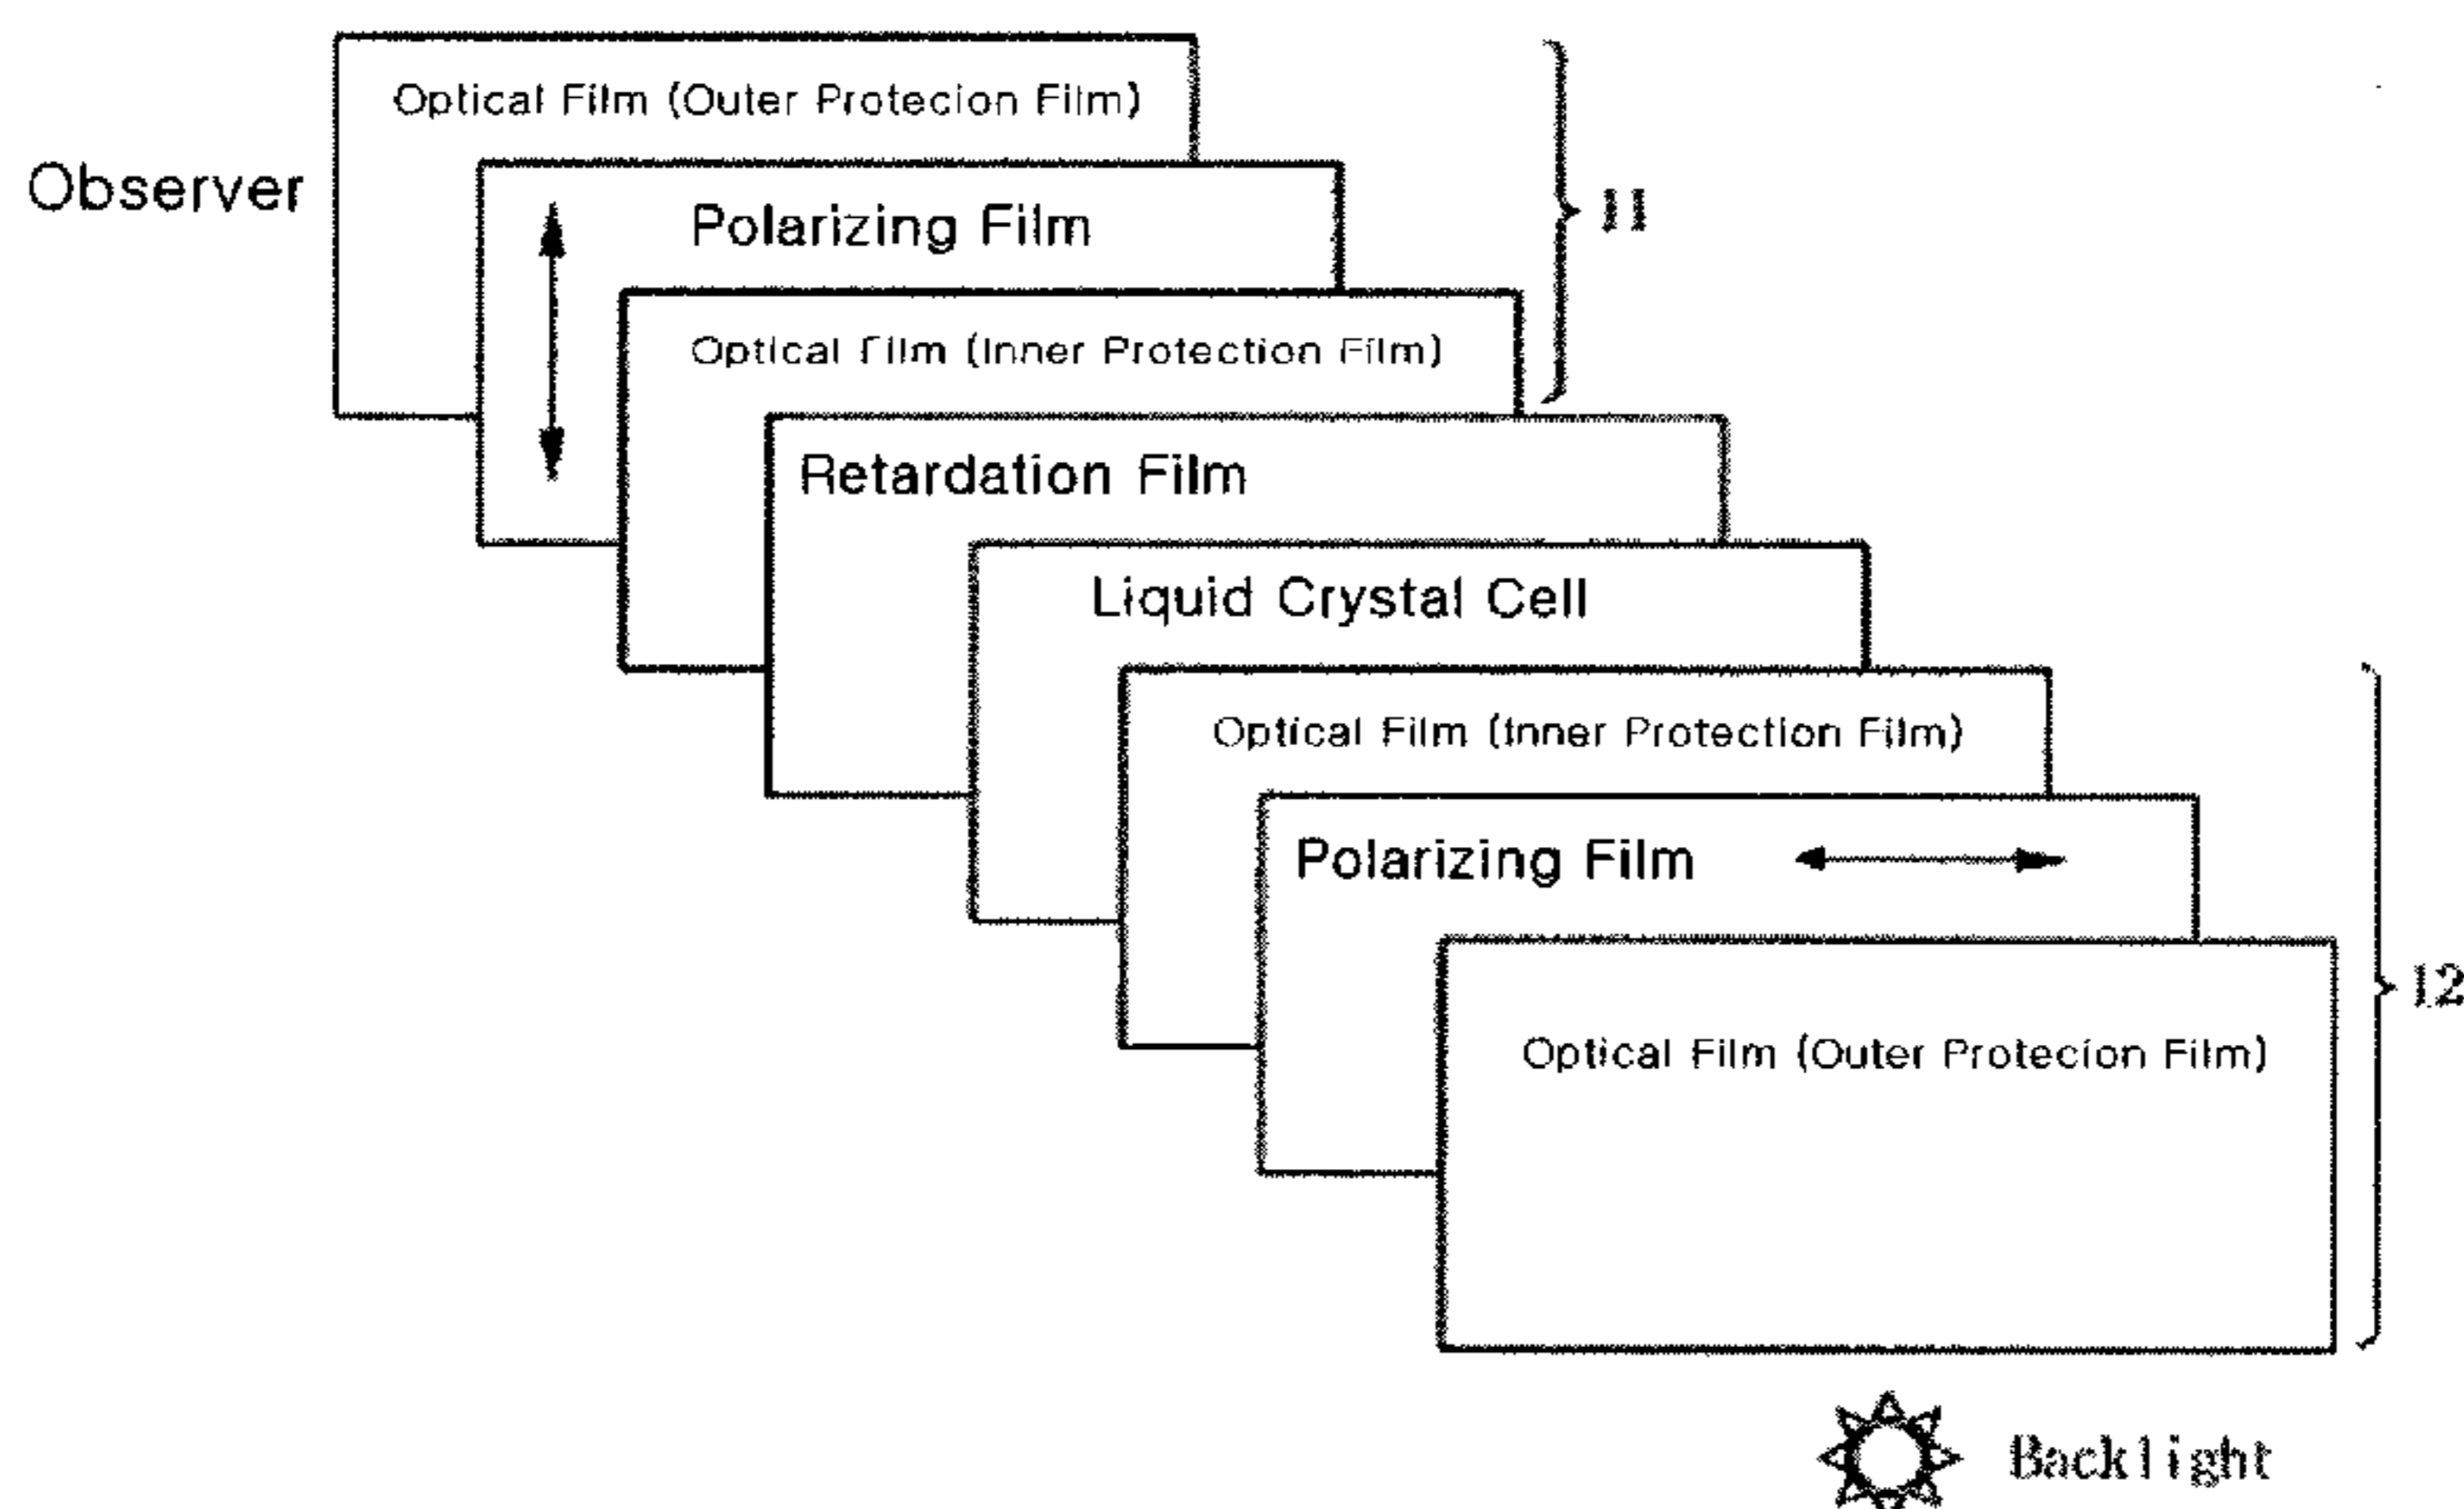 Optical Film (Outer Protecion Film)
Observer
Polarizing Film
11
Optical Film (Inner Protection Film)
Retardation Film
Liquid Crystal Cell
Optical Film (Inner Protection Film)
Polarizing Film
12
Optical Film (Outer Protecion Film)
Backlight